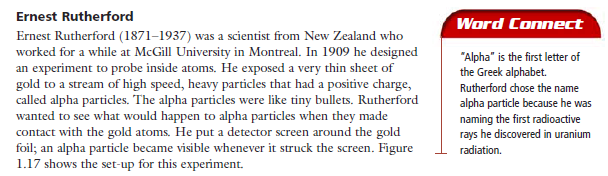 Ernest Rutherford
Ernest Rutherford (1871–1937) was a scientist from New Zealand who
worked for a while at McGill University in Montreal. In 1909 he designed
an experiment to probe inside atoms. He exposed a very thin sheet of
gold to a stream of high speed, heavy particles that had a positive charge,
called alpha particles. The alpha particles were like tiny bullets. Rutherford
wanted to see what would happen to alpha particles when they made
contact with the gold atoms. He put a detector screen around the gold
foil; an alpha particle became visible whenever it struck the screen. Figure
1.17 shows the set-up for this experiment.
Word Connect
"Alpha" is the first letter of
the Greek alphabet.
Rutherford chose the name
alpha particle because he was
naming the first radioactive
rays he discovered in uranium
radiation.